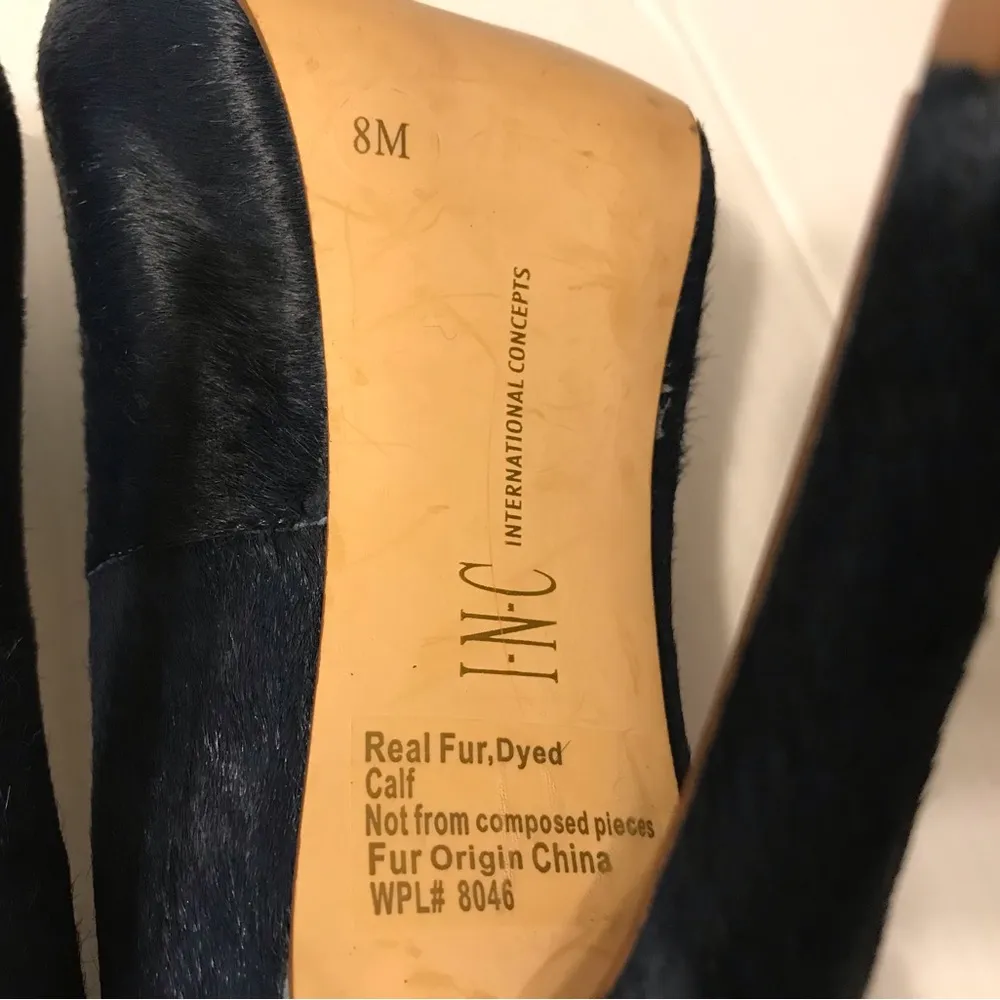 8M
I·N·C INTERNATIONAL CONCEPTS
Real Fur,Dyed
Calf
Not from composed pieces
Fur Origin China
WPL# 8046